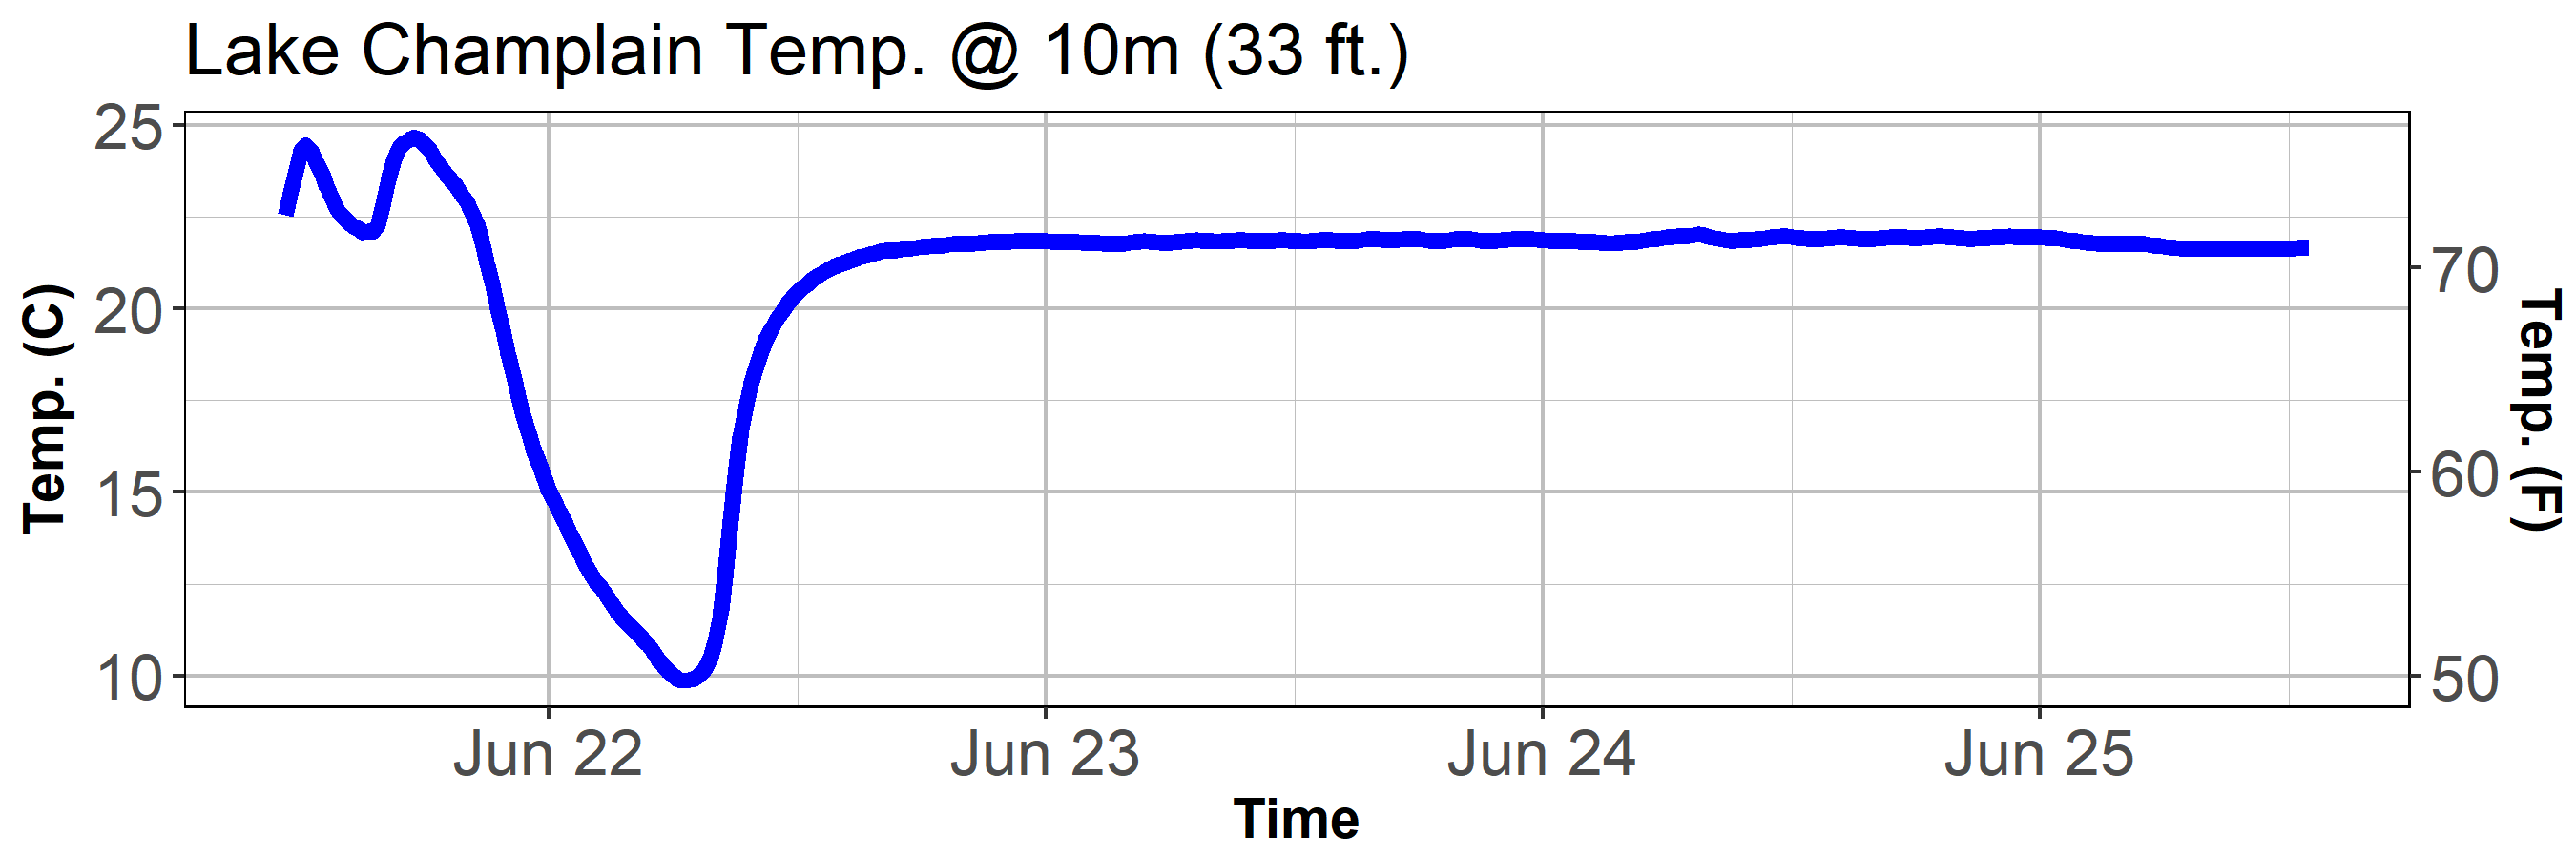 Lake Champlain Temp. @ 10m (33 ft.)
25
20
15
10
Temp. (C)
70
60
50
Temp. (F)
Jun 22 Jun 23 Jun 24 Jun 25
Time